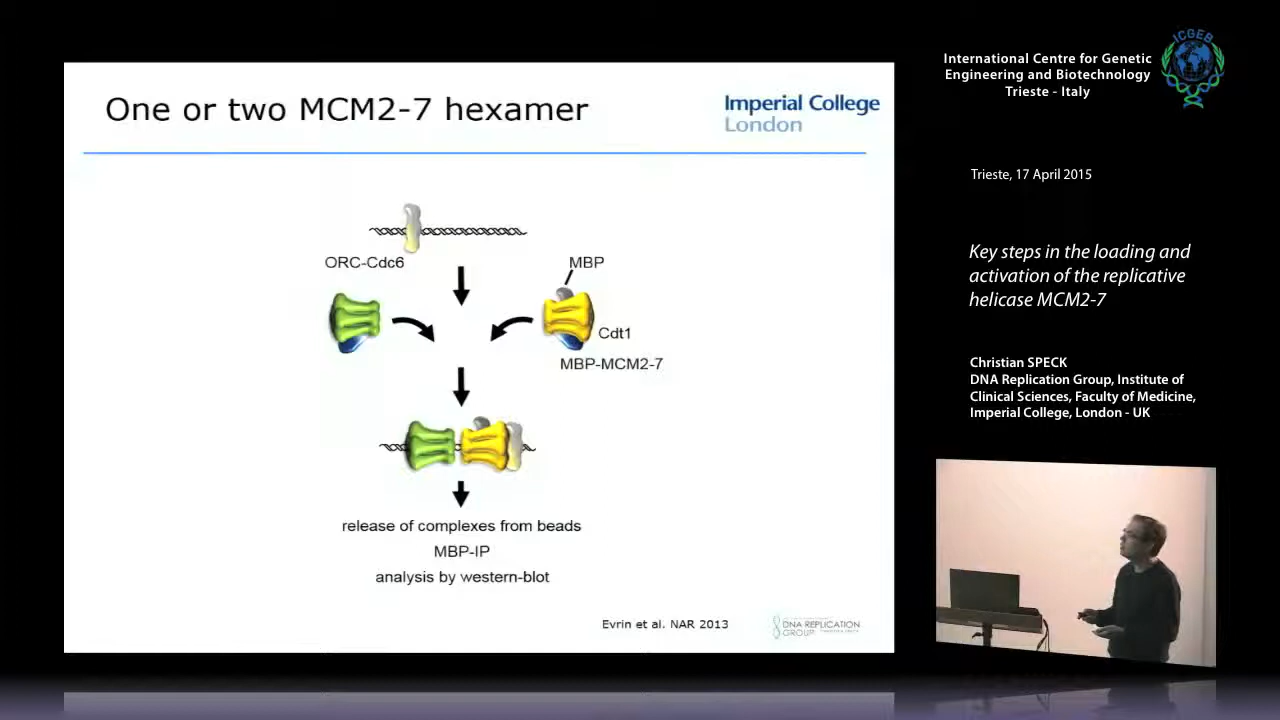 One or two MCM2-7 hexamer
Imperial College
London
ORC-Cdc6
MBP
Cdt1
MBP-MCM2-7
release of complexes from beads
MBP-IP
analysis by western-blot
Evrin et al. NAR 2013
DNA REPLICATION
GROUP
International Centre for Genetic
Engineering and Biotechnology
Trieste - Italy
ICGEB
Trieste, 17 April 2015
Key steps in the loading and
activation of the replicative
helicase MCM2-7
Christian SPECK
DNA Replication Group, Institute of
Clinical Sciences, Faculty of Medicine,
Imperial College, London - UK